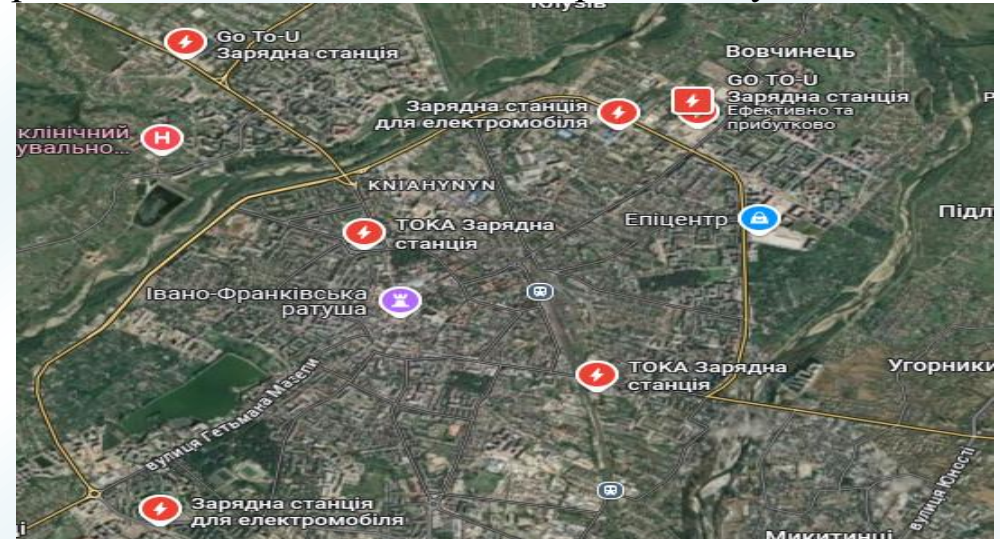 Go To-U
Зарядна станція
Вовчинець
GO TO-U
Зарядна станція
Ефективно та
прибутково
Зарядна станція
для електромобіля
клінічний
увально...
KNIAHYNYN
Епіцентр
Підл
ТОКА Зарядна
станція
Івано-Франківська
ратуша
ТОКА Зарядна
станція
Угорники
вулиця Гетьмана Мазепи
вулиця Юності
Зарядна станція
для електромобіля
Микитинці